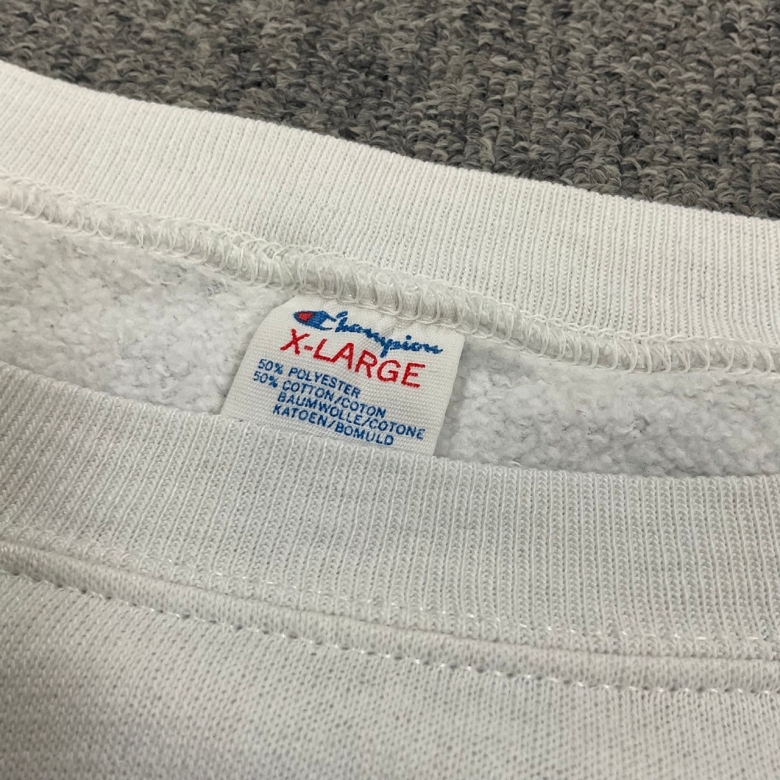 Champion
X-LARGE
50% POLYESTER
50% COTTON/COTON
BAUMWOLLE/COTONE
KATOEN/BOMULD